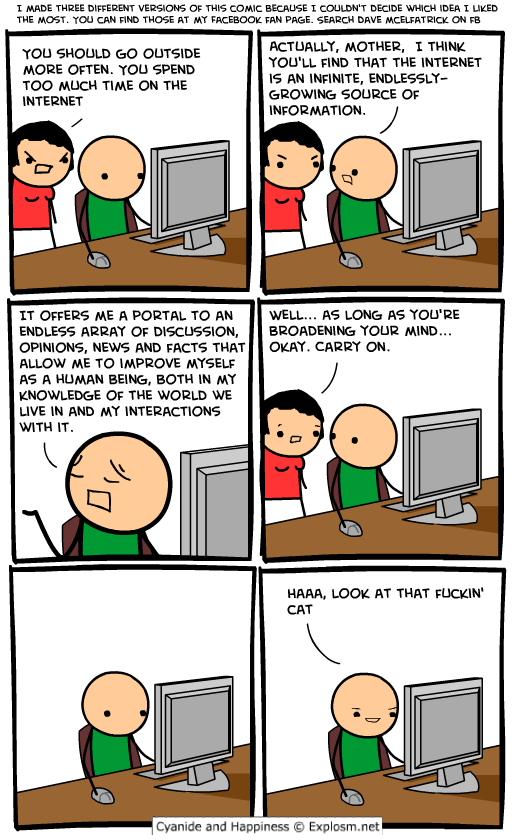 I MADE THREE DIFFERENT VERSIONS OF THIS COMIC BECAUSE I COULDN'T DECIDE WHICH IDEA I LIKED
THE MOST. YOU CAN FIND THOSE AT MY FACEBOOK FAN PAGE. SEARCH DAVE MCELFATRICK ON FB
YOU SHOULD GO OUTSIDE
MORE OFTEN. YOU SPEND
TOO MUCH TIME ON THE
INTERNET
ACTUALLY, MOTHER, I THINK
YOU'LL FIND THAT THE INTERNET
IS AN INFINITE, ENDLESSLY-
GROWING SOURCE OF
INFORMATION.
IT OFFERS ME A PORTAL TO AN
ENDLESS ARRAY OF DISCUSSION,
OPINIONS, NEWS AND FACTS THAT
ALLOW ME TO IMPROVE MYSELF
AS A HUMAN BEING, BOTH IN MY
KNOWLEDGE OF THE WORLD WE
LIVE IN AND MY INTERACTIONS
WITH IT.
WELL... AS LONG AS YOU'RE
BROADENING YOUR MIND...
OKAY. CARRY ON.
HAAA, LOOK AT THAT FUCKIN'
CAT
Cyanide and Happiness © Explosm.net